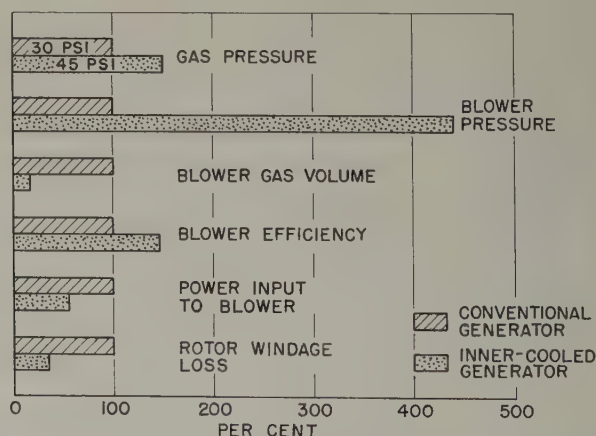 30 PSI
45 PSI
GAS PRESSURE
BLOWER
PRESSURE
BLOWER GAS VOLUME
BLOWER EFFICIENCY
POWER INPUT
TO BLOWER
ROTOR WINDAGE
LOSS
CONVENTIONAL
GENERATOR
INNER-COOLED
GENERATOR
0 100 200 300 400 500
PER CENT